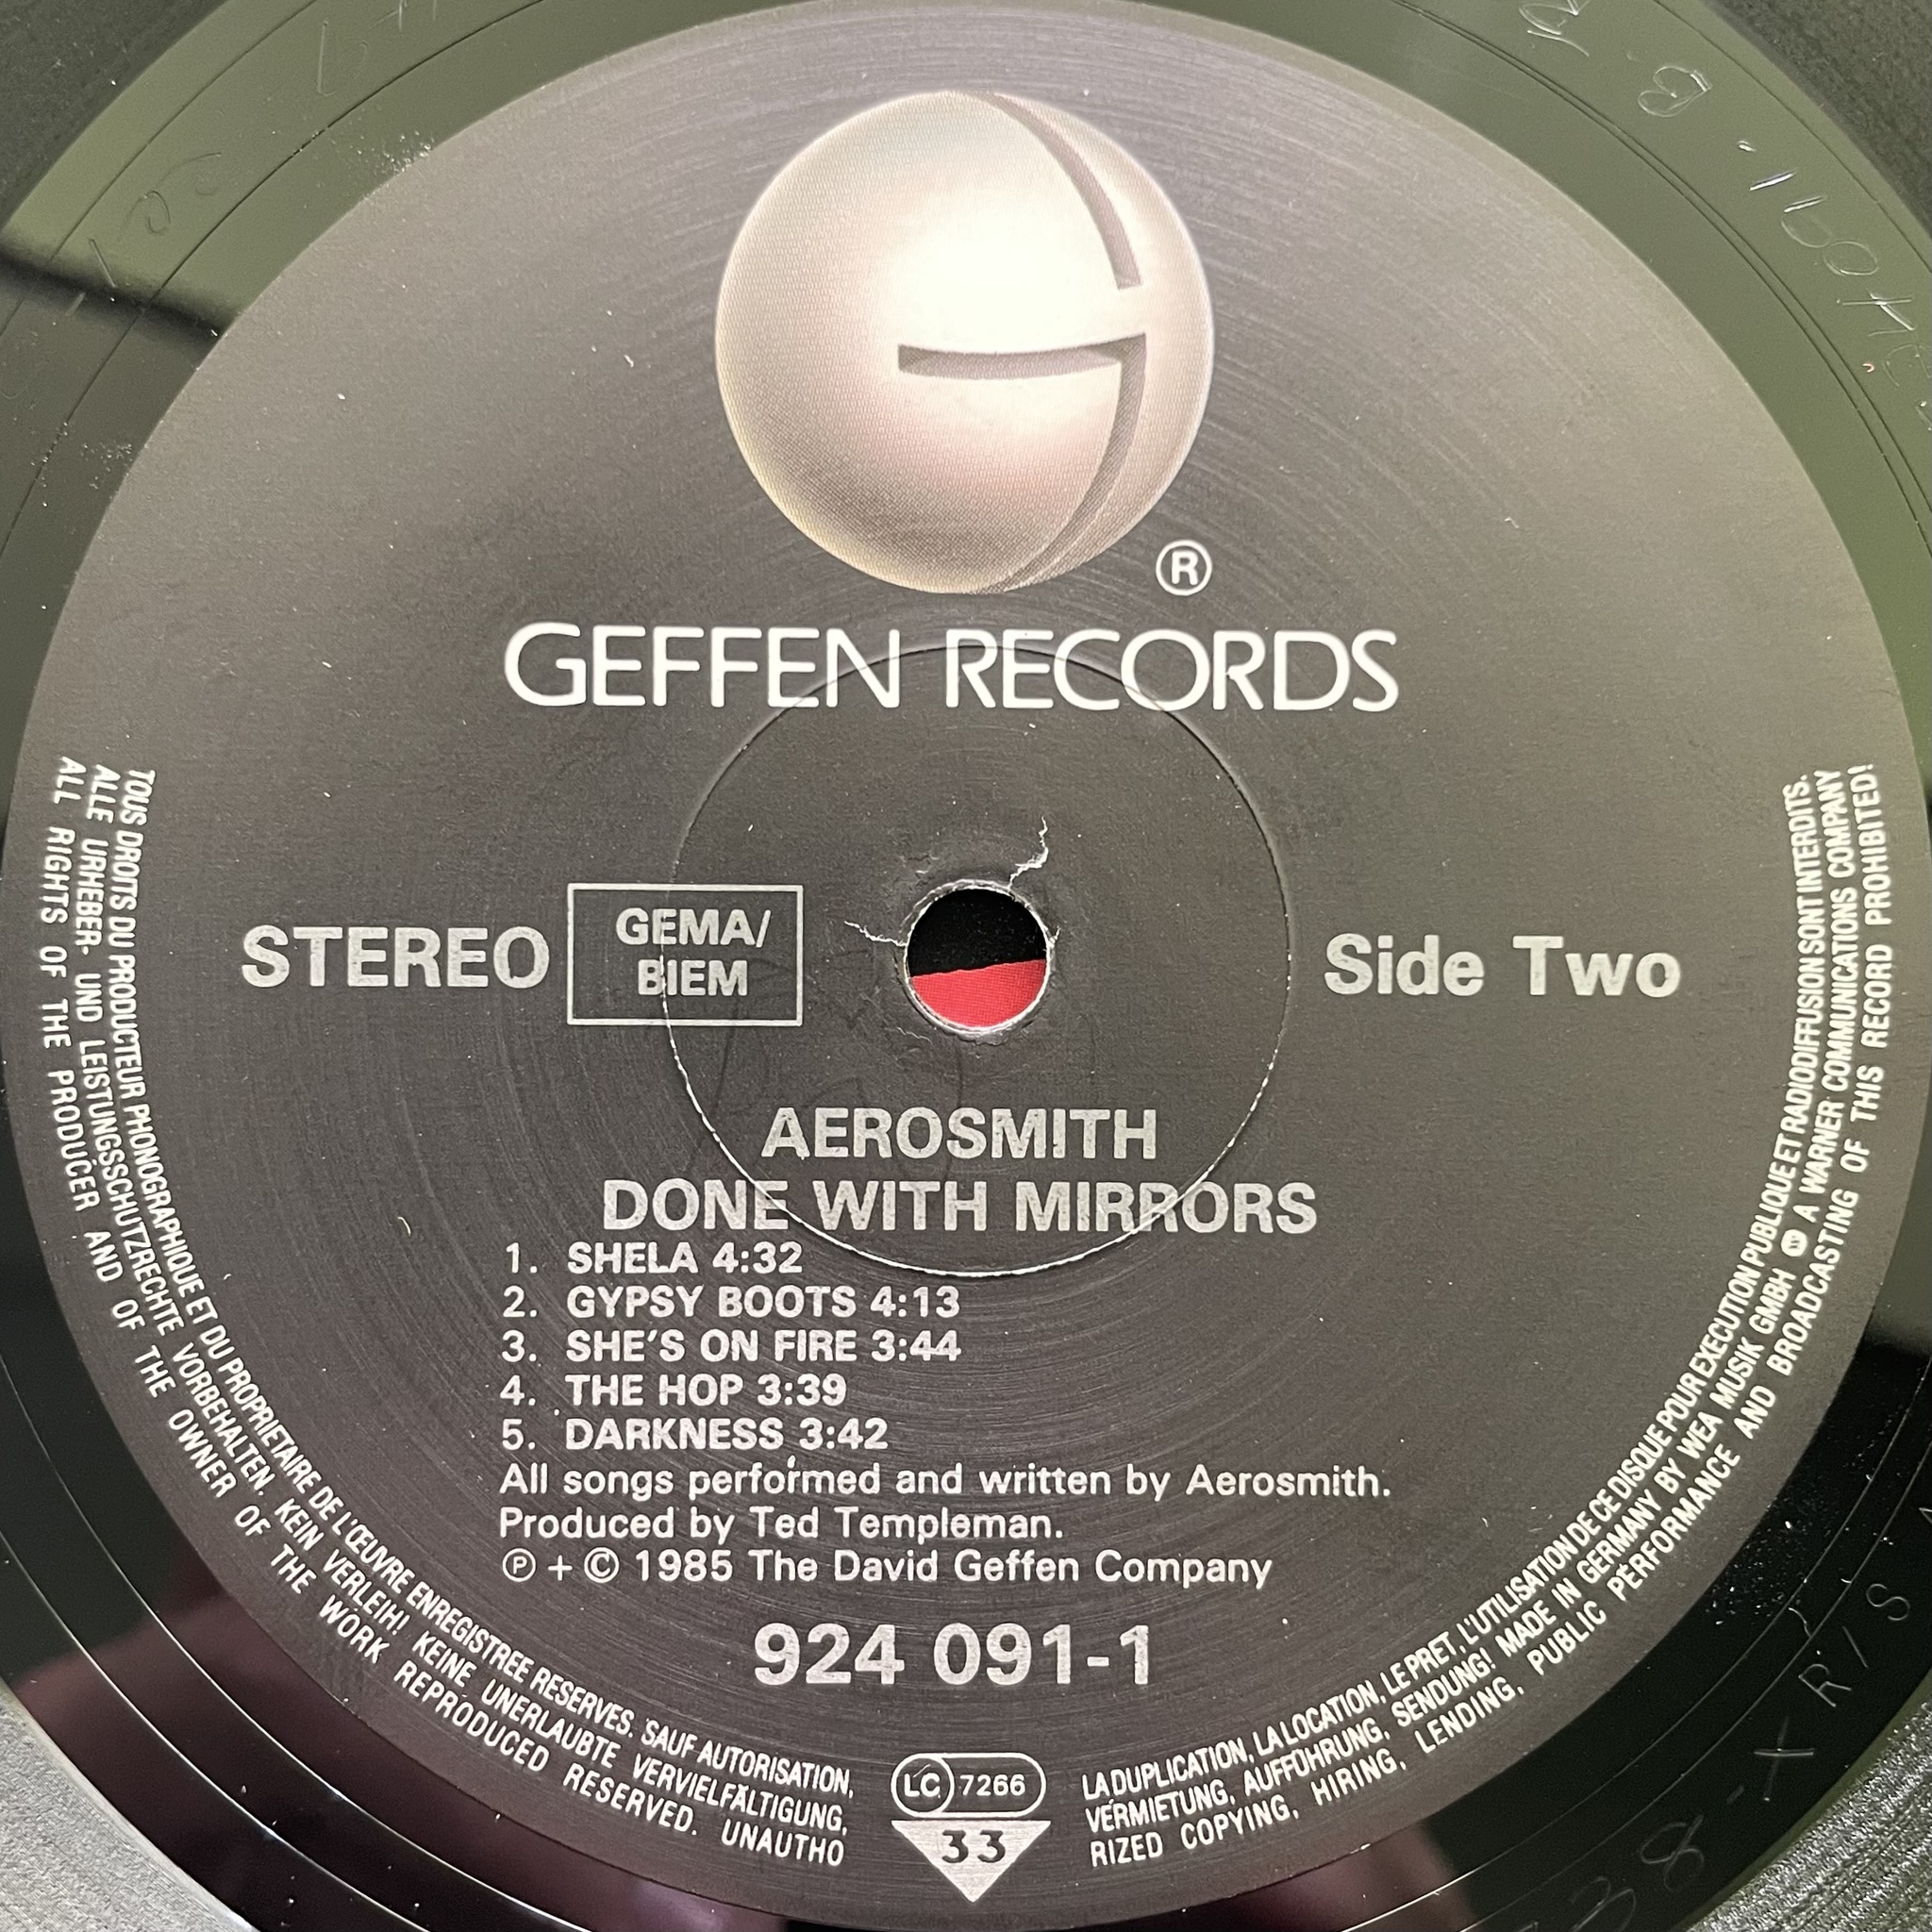 ®
GEFFEN RECORDS
STEREO
GEMA/
BIEM
Side Two
AEROSMITH
DONE WITH MIRRORS
1. SHELA 4:32
2. GYPSY BOOTS 4:13
3. SHE'S ON FIRE 3:44
4. THE HOP 3:39
5. DARKNESS 3:42
All songs performed and written by Aerosmith.
Produced by Ted Templeman.
℗ + © 1985 The David Geffen Company
924 091-1
LC 7266
33
TOUS DROITS DU PRODUCTEUR PHONOGRAPHIQUE ET DU PROPRIETAIRE DE L'ŒUVRE ENREGISTREE RESERVES. SAUF AUTORISATION, LA DUPLICATION, LA LOCATION, LE PRET, L'UTILISATION DE CE DISQUE POUR EXECUTION PUBLIQUE ET RADIODIFFUSION SONT INTERDITS.
ALLE URHEBER- UND LEISTUNGSSCHUTZRECHTE VORBEHALTEN. KEIN VERLEIH! KEINE UNERLAUBTE VERVIELFÄLTIGUNG, VERMIETUNG, AUFFÜHRUNG, SENDUNG! MADE IN GERMANY BY WEA MUSIK GMBH A WARNER COMMUNICATIONS COMPANY
ALL RIGHTS OF THE PRODUCER AND OF THE OWNER OF THE WORK REPRODUCED RESERVED. UNAUTHORIZED COPYING, HIRING, LENDING, PUBLIC PERFORMANCE AND BROADCASTING OF THIS RECORD PROHIBITED!